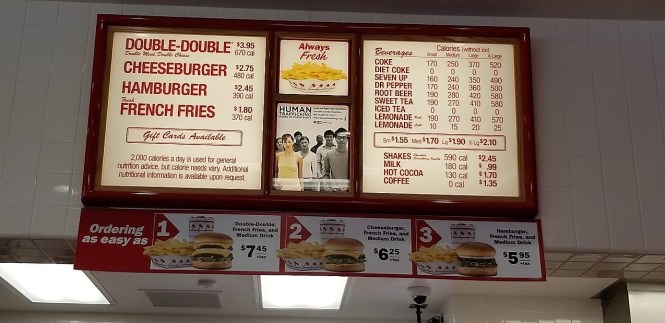 DOUBLE-DOUBLE $3.95
Double Meat Double Cheese 670 cal
CHEESEBURGER $2.75
480 cal
HAMBURGER $2.45
390 cal
Fresh
FRENCH FRIES $1.80
370 cal
Gift Cards Available
2,000 calories a day is used for general
nutrition advice, but calorie needs vary. Additional
nutritional information is available upon request.
Always
Fresh
HUMAN
TRAFFICKING
Beverages Calories (without ice)
Small Medium Large X-Large
COKE 170 250 370 520
DIET COKE 0 0 0 0
SEVEN UP 160 240 350 490
DR PEPPER 170 240 360 500
ROOT BEER 190 280 420 580
SWEET TEA 190 270 410 580
ICED TEA 0 0 0 0
LEMONADE 190 270 410 570
LEMONADE 10 15 20 25
Sm $1.55 Med $1.70 Lg $1.90 X-Lg $2.10
SHAKES 590 cal $2.45
MILK 180 cal $ .99
HOT COCOA 130 cal $1.70
COFFEE 0 cal $1.35
Ordering
as easy as
1
Double-Double,
French Fries, and
Medium Drink
$7.45
+tax
2
Cheeseburger,
French Fries, and
Medium Drink
$6.25
+tax
3
Hamburger,
French Fries, and
Medium Drink
$5.95
+tax